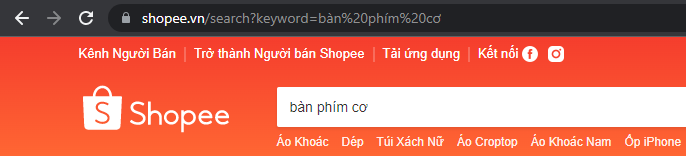 shopee.vn/search?keyword=bàn%20phím%20cơ
Kênh Người Bán Trở thành Người bán Shopee Tải ứng dụng Kết nối
Shopee
bàn phím cơ
Áo Khoác Dép Túi Xách Nữ Áo Croptop Áo Khoác Nam Ốp iPhone